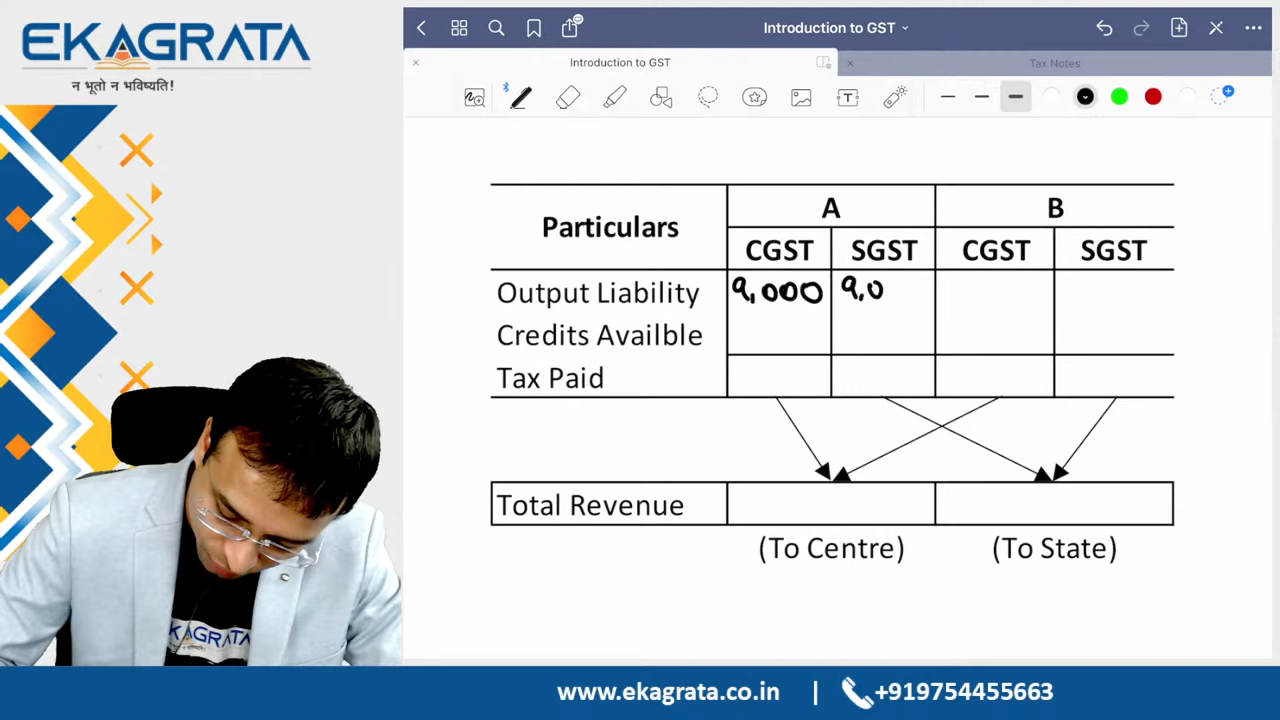 EKAGRATA
न भूतो न भविष्यति!
Introduction to GST
Introduction to GST
Tax Notes
T
Particulars
A
B
CGST
SGST
CGST
SGST
Output Liability
9,000
9,0
Credits Availble
Tax Paid
Total Revenue
(To Centre)
(To State)
EKAGRATA
www.ekagrata.co.in | +919754455663